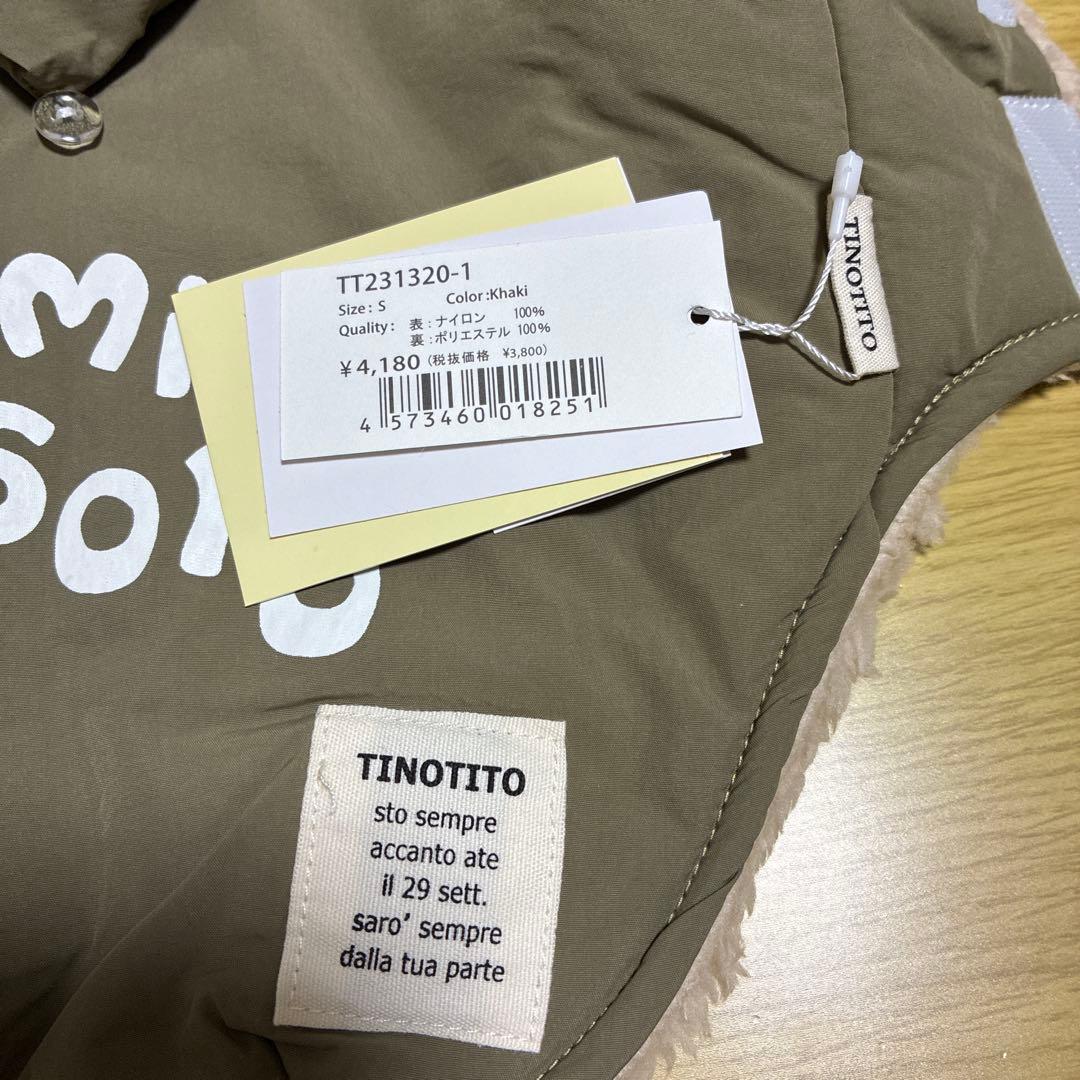 TT231320-1
Size: S Color:Khaki
Quality: 表:ナイロン 100%
裏:ポリエステル 100%
¥4,180 (税抜価格 ¥3,800)
4 573460 018251
TINOTITO
TINOTITO
sto sempre
accanto ate
il 29 sett.
saro' sempre
dalla tua parte